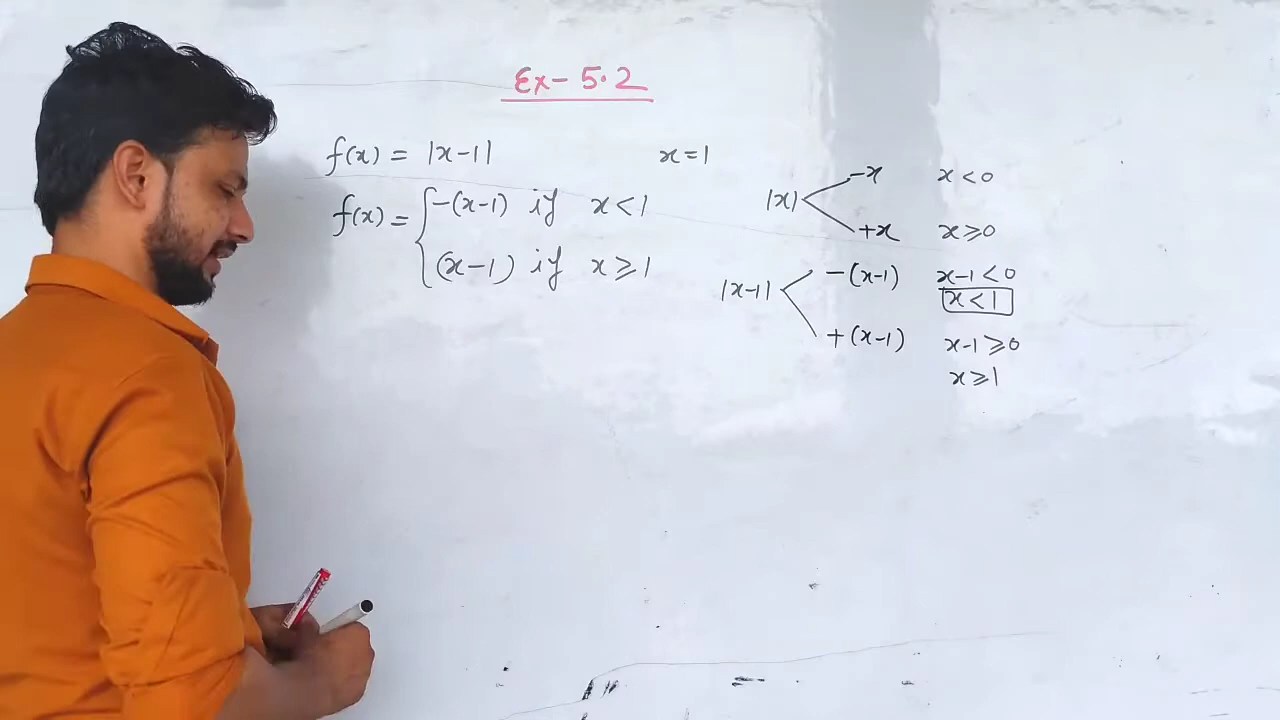 Ex- 5.2
f(x) = |x-1| x=1
f(x) = { -(x-1) if x<1
(x-1) if x≥1
|x| < -x x<0
+x x≥0
|x-1| < -(x-1) x-1<0
x<1
+(x-1) x-1≥0
x≥1